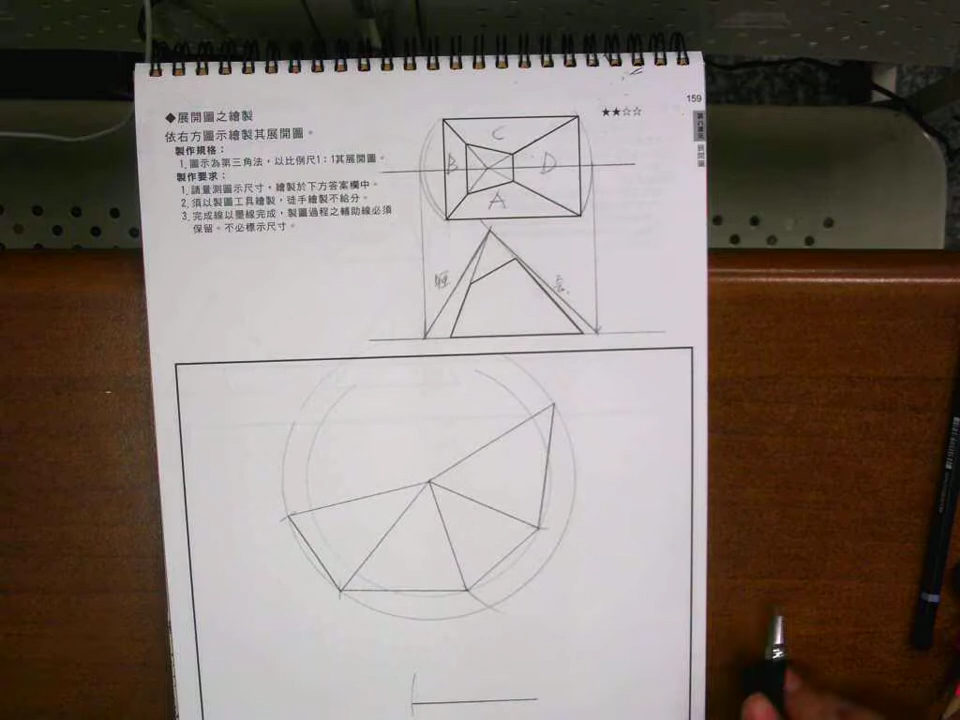 159
◆展開圖之繪製
★★☆☆
依右方圖示繪製其展開圖。
製作規格：
1.圖示為第三角法，以比例尺1：1其展開圖。
製作要求：
1.請量測圖示尺寸，繪製於下方答案欄中。
2.須以製圖工具繪製，徒手繪製不給分。
3.完成線以墨線完成，製圖過程之輔助線必須
保留。不必標示尺寸。
C
B
D
A
短
長
展開圖